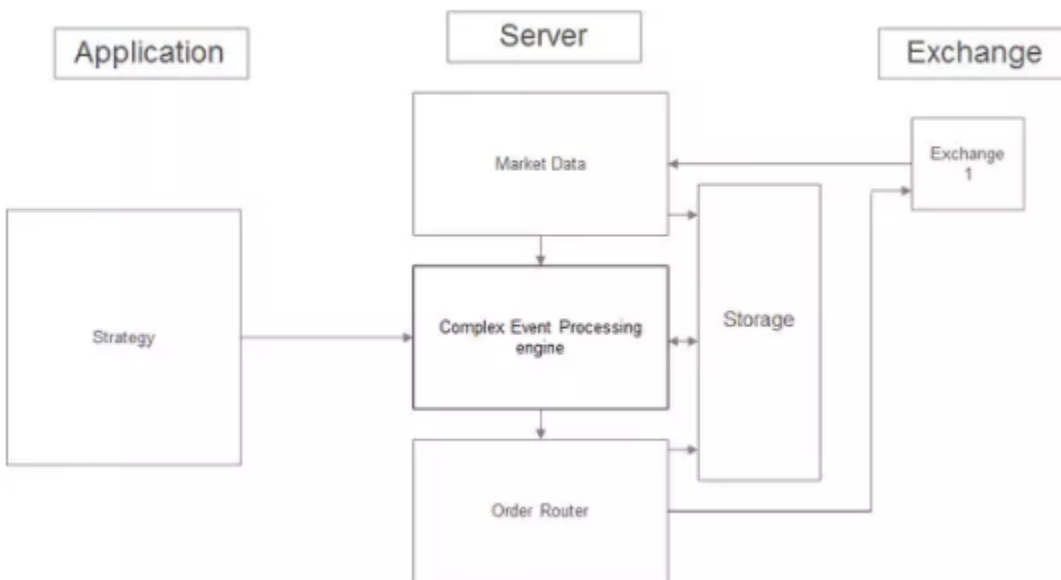 Application
Server
Exchange
Market Data
Exchange
1
Strategy
Complex Event Processing
engine
Storage
Order Router